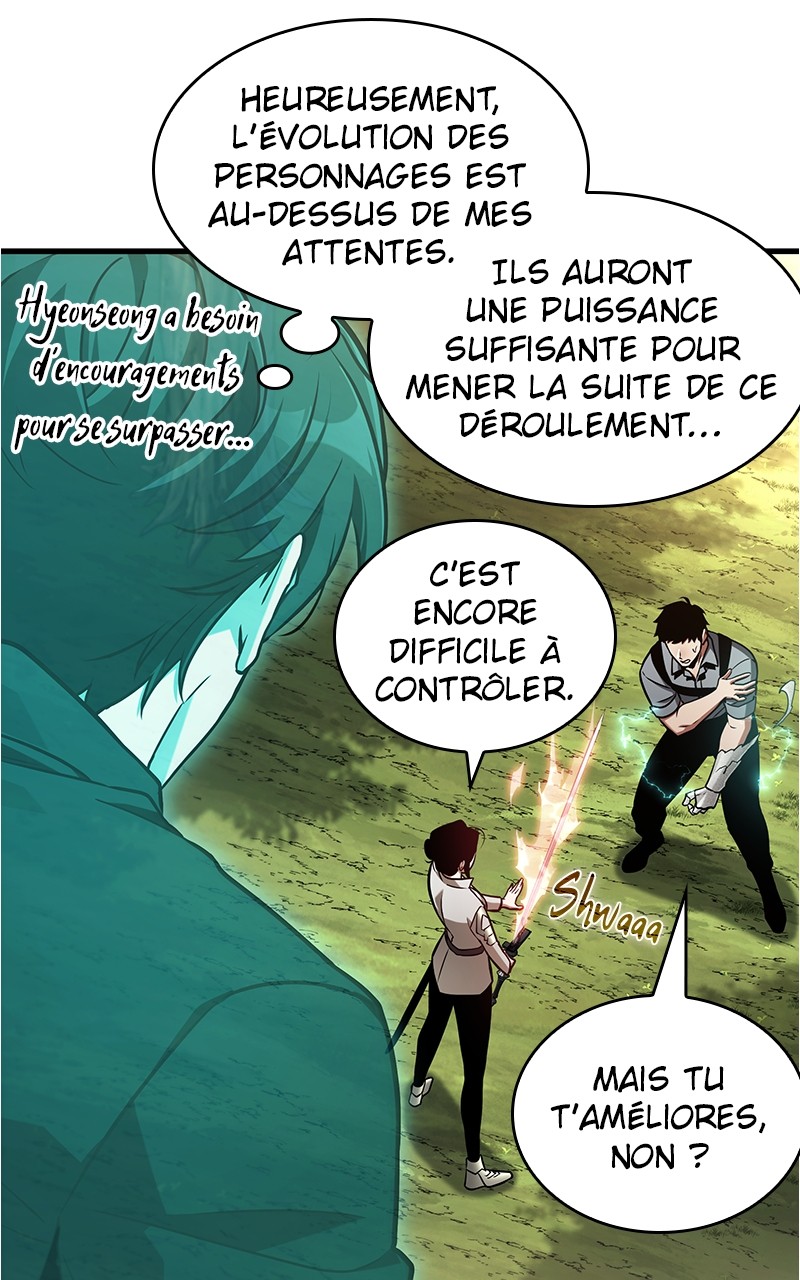 HEUREUSEMENT,
L'ÉVOLUTION DES
PERSONNAGES EST
AU-DESSUS DE MES
ATTENTES.
ILS AURONT
UNE PUISSANCE
SUFFISANTE POUR
MENER LA SUITE DE CE
DÉROULEMENT...
Hyeonseong a besoin
d'encouragements
pour se surpasser...
C'EST
ENCORE
DIFFICILE À
CONTRÔLER.
Shwaaa
MAIS TU
T'AMÉLIORES,
NON ?